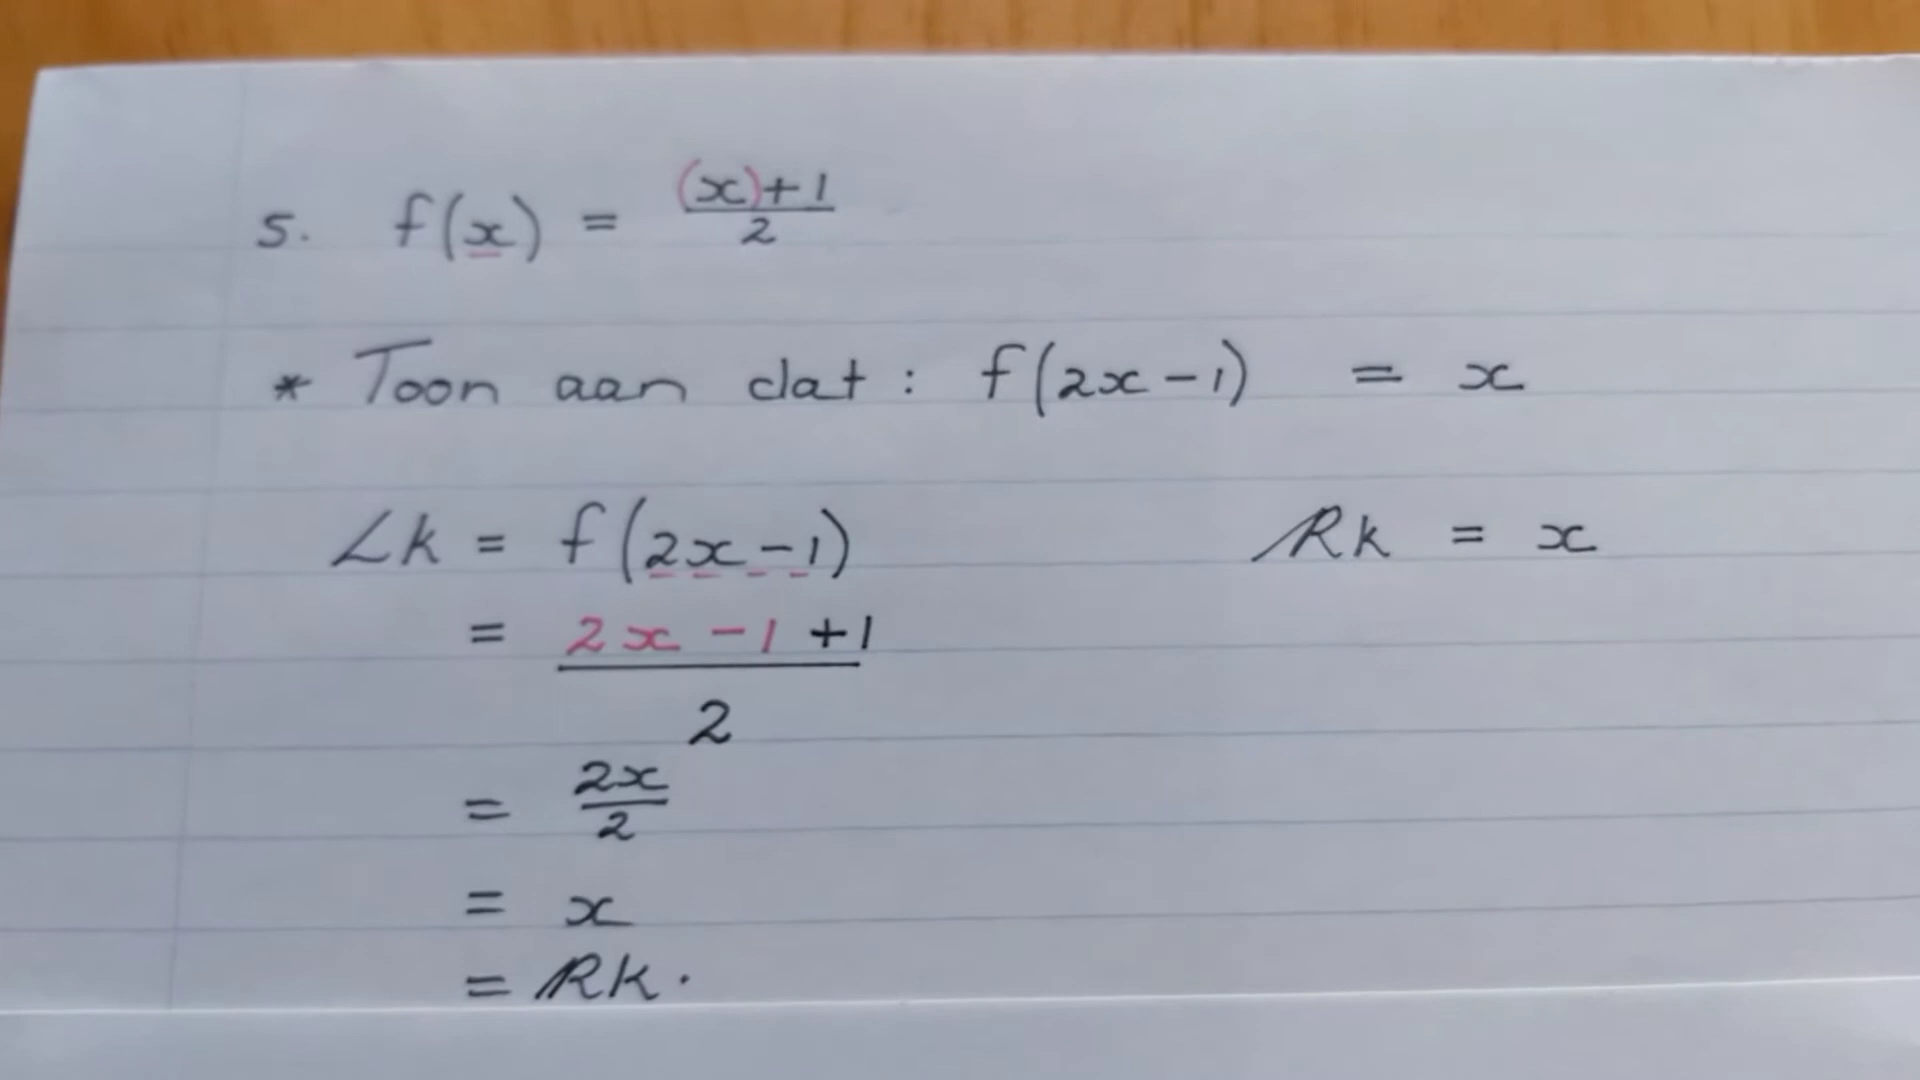 5. f(x) = (x)+1/2
* Toon aan dat : f(2x-1) = x
Lk = f(2x-1) Rk = x
= 2x-1+1/2
= 2x/2
= x
= Rk.